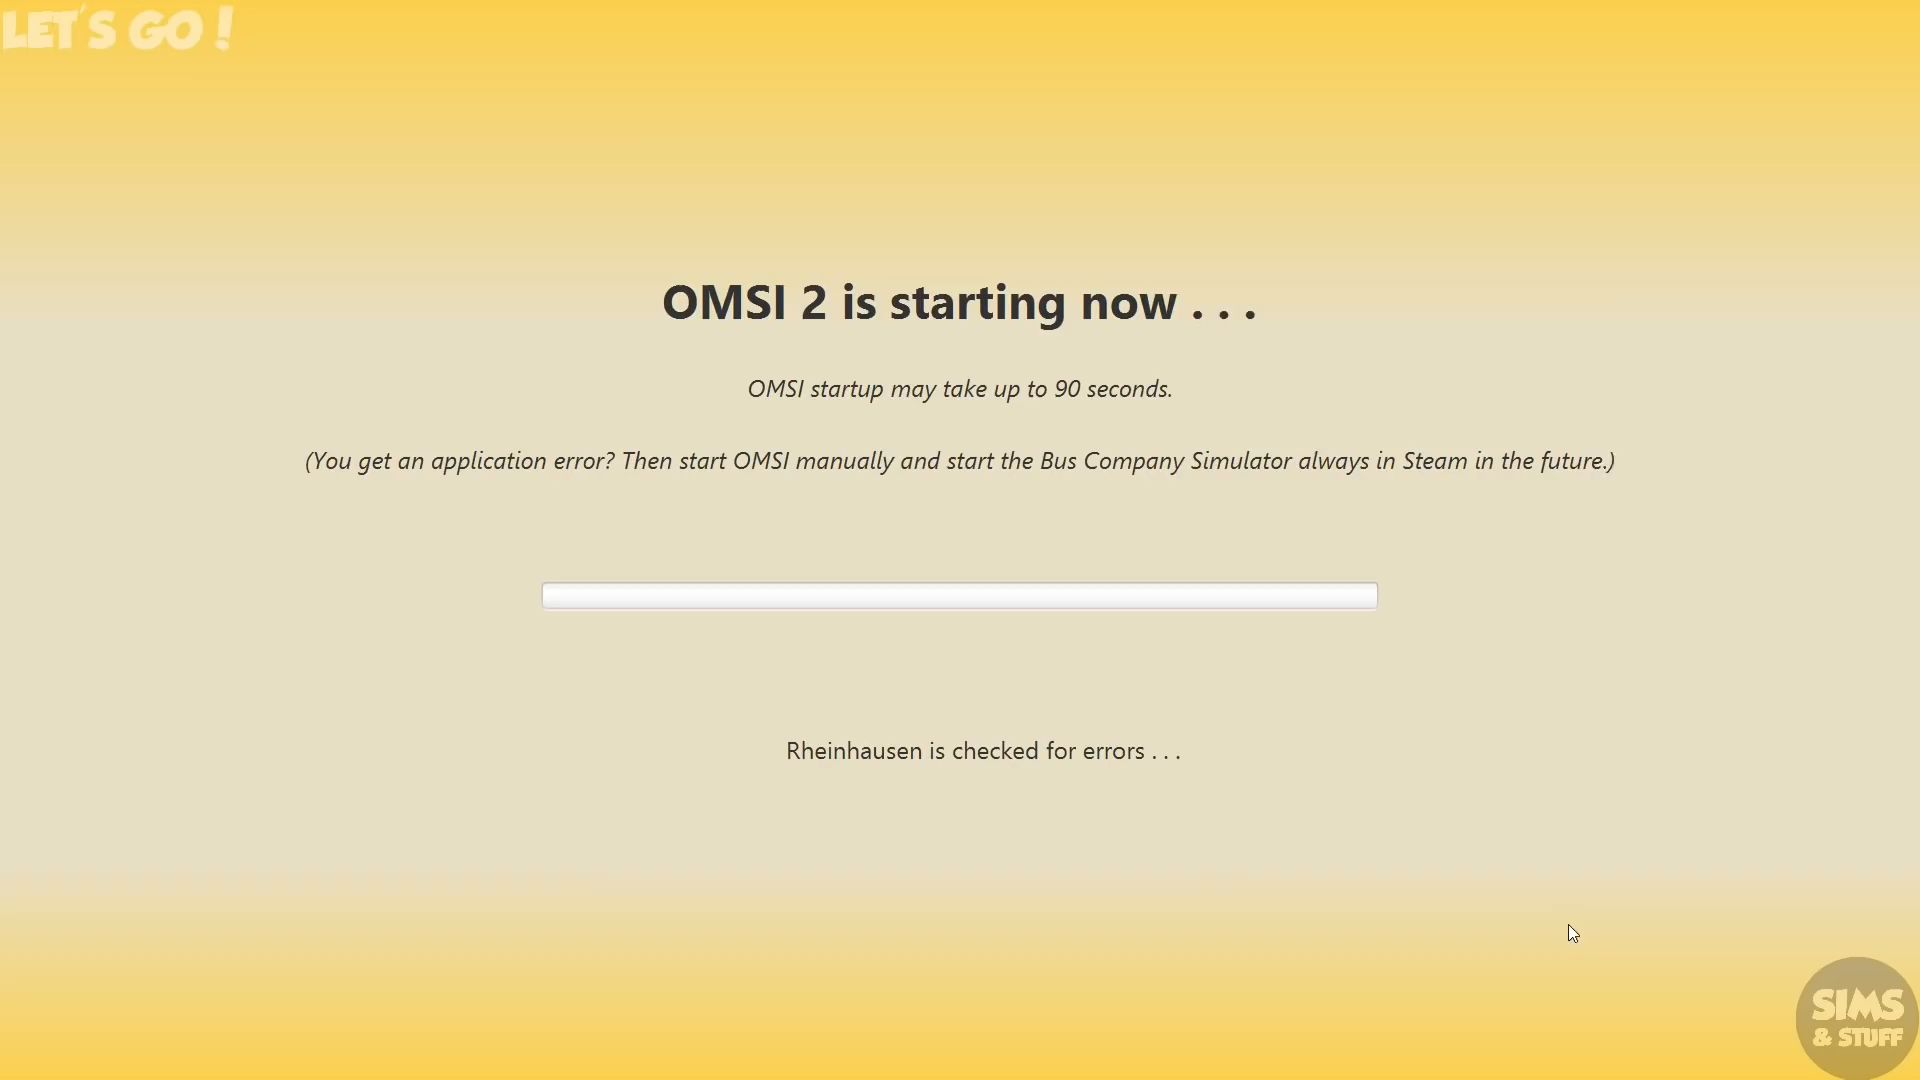 LET'S GO !
OMSI 2 is starting now . . .
OMSI startup may take up to 90 seconds.
(You get an application error? Then start OMSI manually and start the Bus Company Simulator always in Steam in the future.)
Rheinhausen is checked for errors . . .
SIMS
& STUFF